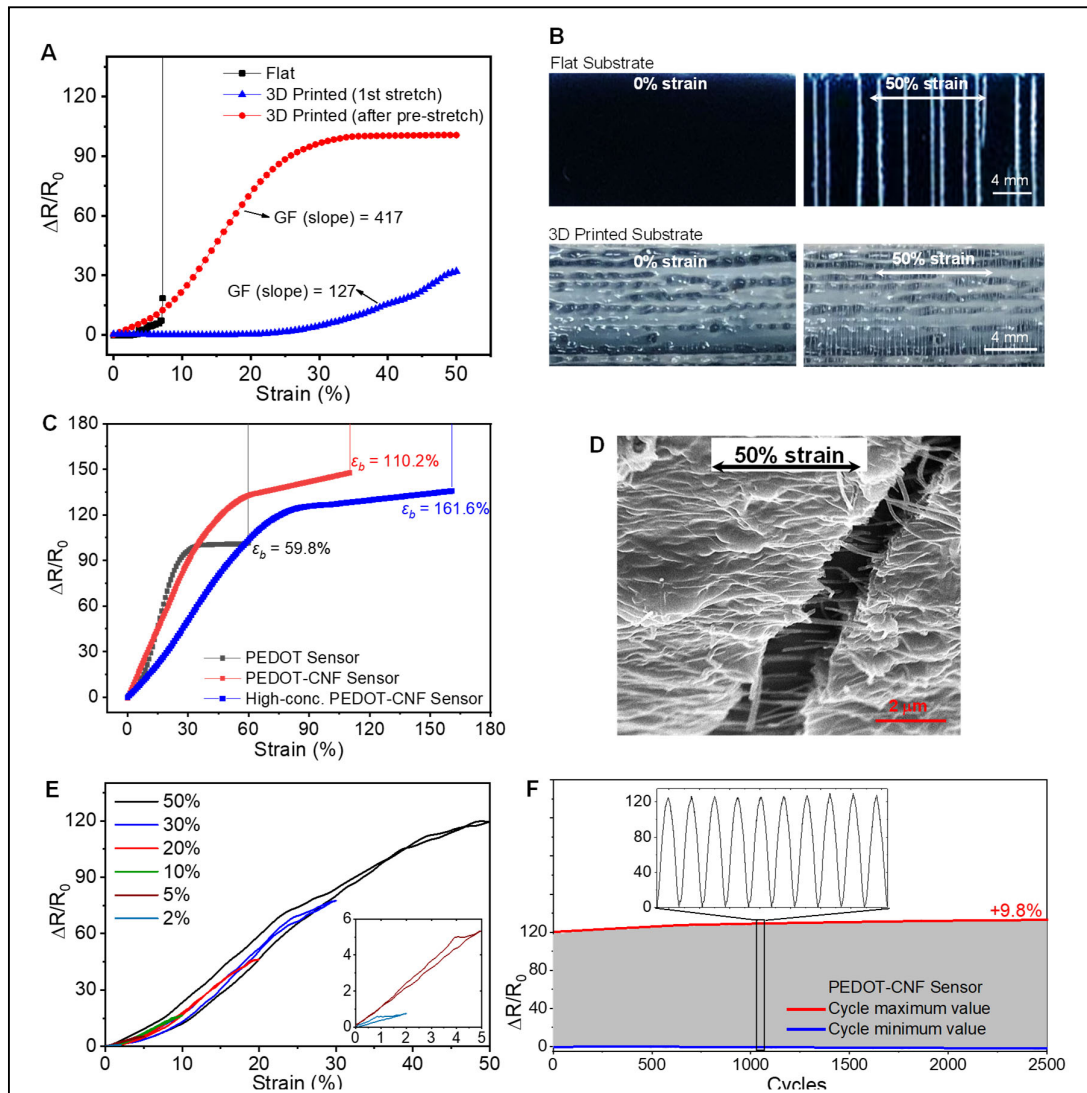 A
ΔR/R0
120
90
60
30
0
Flat
3D Printed (1st stretch)
3D Printed (after pre-stretch)
GF (slope) = 417
GF (slope) = 127
0 10 20 30 40 50
Strain (%)
B
Flat Substrate
0% strain
50% strain
4 mm
3D Printed Substrate
0% strain
50% strain
4 mm
C
ΔR/R0
180
150
120
90
60
30
0
εb = 110.2%
εb = 161.6%
εb = 59.8%
PEDOT Sensor
PEDOT-CNF Sensor
High-conc. PEDOT-CNF Sensor
0 30 60 90 120 150 180
Strain (%)
D
50% strain
2 μm
E
ΔR/R0
150
120
90
60
30
0
50%
30%
20%
10%
5%
2%
6
4
2
0
0 1 2 3 4 5
0 10 20 30 40 50
Strain (%)
F
ΔR/R0
240
200
160
120
80
40
0
120
80
40
0
+9.8%
PEDOT-CNF Sensor
Cycle maximum value
Cycle minimum value
0 500 1000 1500 2000 2500
Cycles